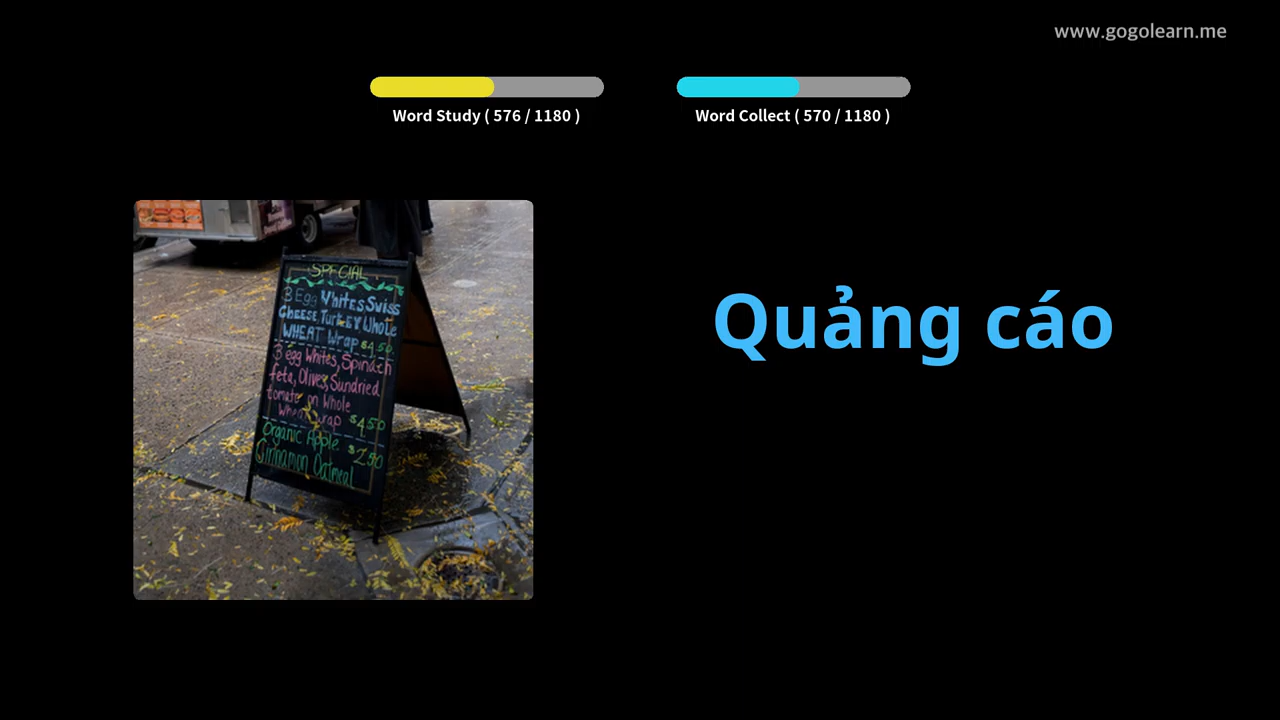 www.gogolearn.me
Word Study ( 576 / 1180 )
Word Collect ( 570 / 1180 )
SPECIAL
3 Egg Whites, Swiss
Cheese, Turkey Whole
WHEAT Wrap $4.50
3 egg Whites, Spinach
feta, Olives, Sundried
tomato on Whole
Wheat Wrap $4.50
Organic Apple $2.50
Cinnamon Oatmeal
Quảng cáo